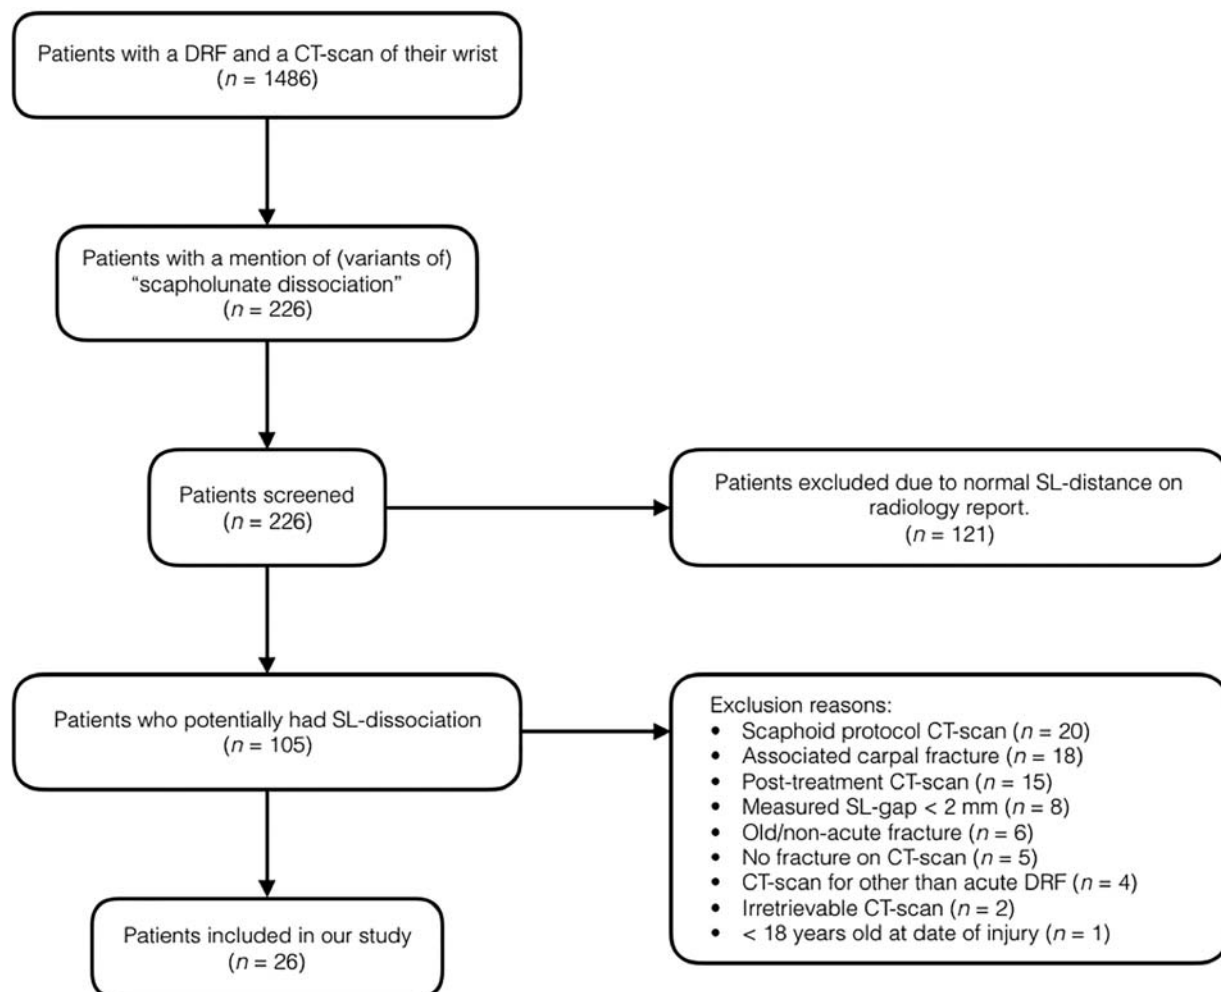 Patients with a DRF and a CT-scan of their wrist
(n = 1486)
Patients with a mention of (variants of)
“scapholunate dissociation”
(n = 226)
Patients screened
(n = 226)
Patients excluded due to normal SL-distance on
radiology report.
(n = 121)
Patients who potentially had SL-dissociation
(n = 105)
Exclusion reasons:
• Scaphoid protocol CT-scan (n = 20)
• Associated carpal fracture (n = 18)
• Post-treatment CT-scan (n = 15)
• Measured SL-gap < 2 mm (n = 8)
• Old/non-acute fracture (n = 6)
• No fracture on CT-scan (n = 5)
• CT-scan for other than acute DRF (n = 4)
• Irretrievable CT-scan (n = 2)
• < 18 years old at date of injury (n = 1)
Patients included in our study
(n = 26)